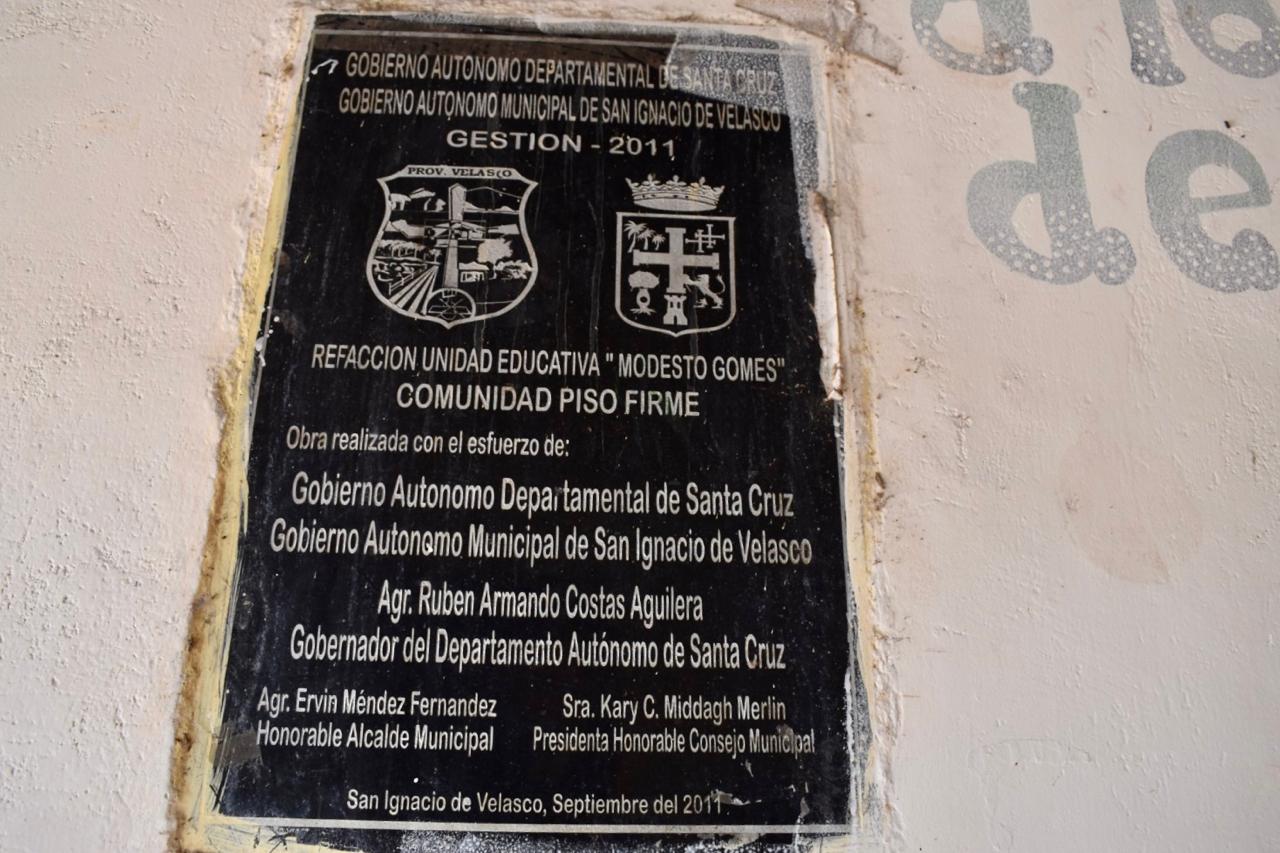 GOBIERNO AUTONOMO DEPARTAMENTAL DE SANTA CRUZ
GOBIERNO AUTONOMO MUNICIPAL DE SAN IGNACIO DE VELASCO
GESTION - 2011
PROV. VELASCO
REFACCION UNIDAD EDUCATIVA " MODESTO GOMES"
COMUNIDAD PISO FIRME
Obra realizada con el esfuerzo de:
Gobierno Autonomo Departamental de Santa Cruz
Gobierno Autonomo Municipal de San Ignacio de Velasco
Agr. Ruben Armando Costas Aguilera
Gobernador del Departamento Autónomo de Santa Cruz
Agr. Ervin Méndez Fernandez
Honorable Alcalde Municipal
Sra. Kary C. Middagh Merlin
Presidenta Honorable Consejo Municipal
San Ignacio de Velasco, Septiembre del 2011
de